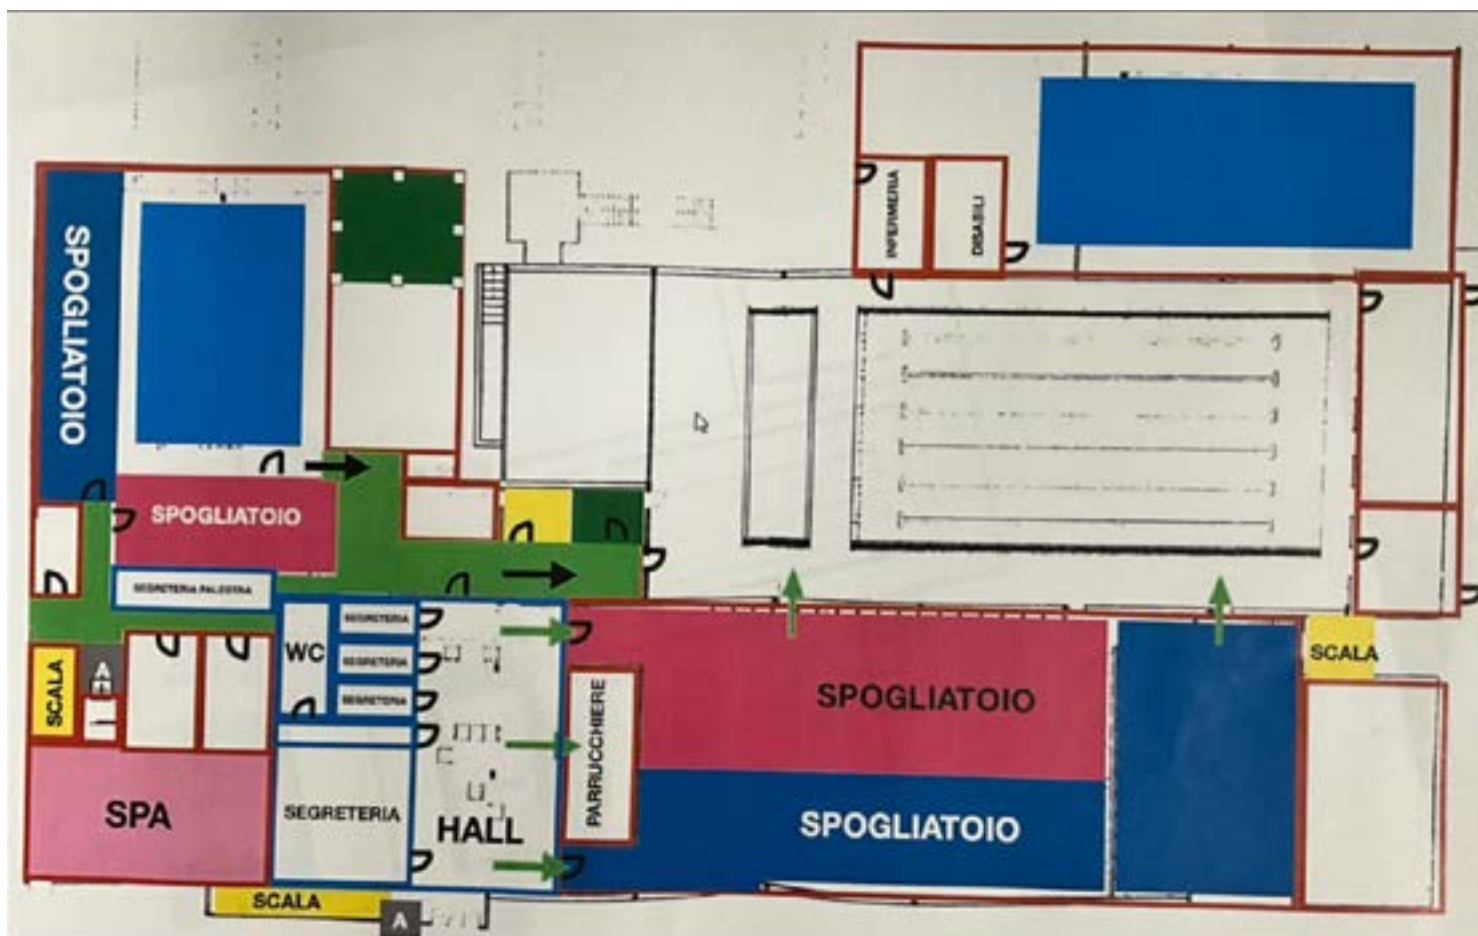 SPOGLIATOIO
INFERMERIA
DISABILI
SPOGLIATOIO
SEGRETERIA PALESTRA
WC
SEGRETERIA
SEGRETERIA
SEGRETERIA
SCALA
A
SPA
SEGRETERIA
HALL
PARRUCCHIERE
SPOGLIATOIO
SPOGLIATOIO
SCALA
SCALA
A